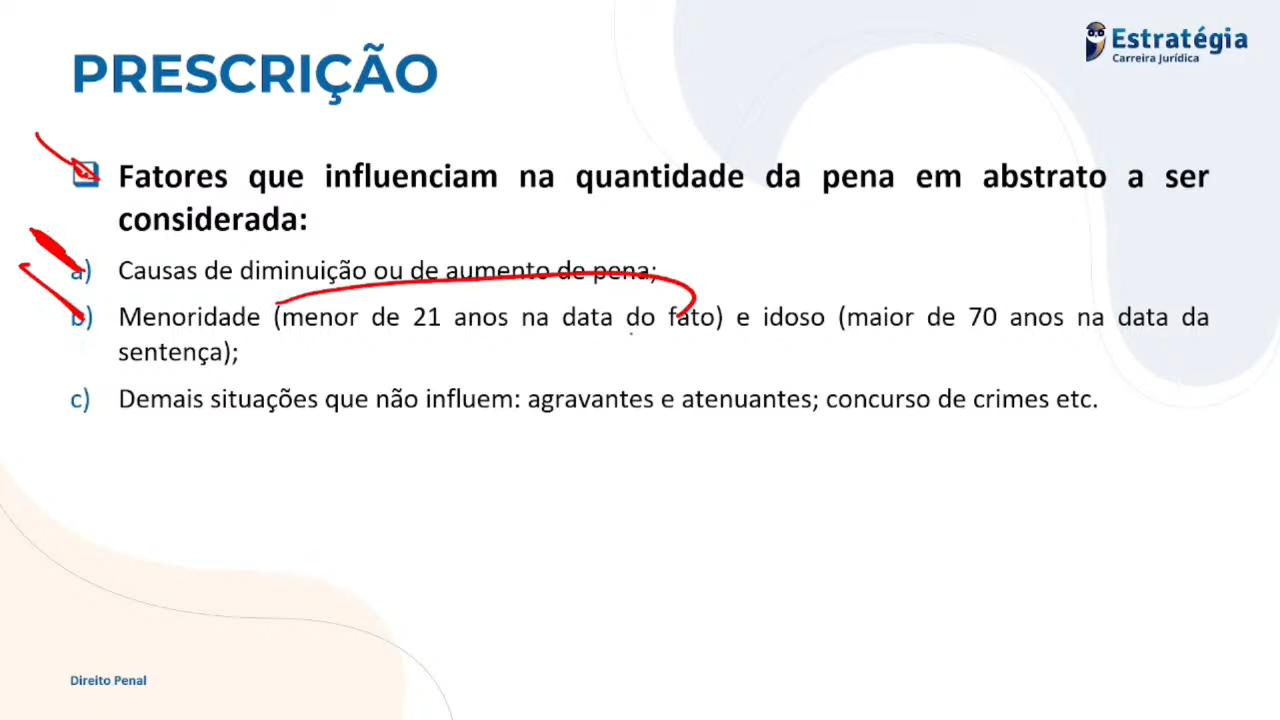 Estratégia
Carreira Jurídica
PRESCRIÇÃO
Fatores que influenciam na quantidade da pena em abstrato a ser
considerada:
a) Causas de diminuição ou de aumento de pena;
b) Menoridade (menor de 21 anos na data do fato) e idoso (maior de 70 anos na data da
sentença);
c) Demais situações que não influem: agravantes e atenuantes; concurso de crimes etc.
Direito Penal